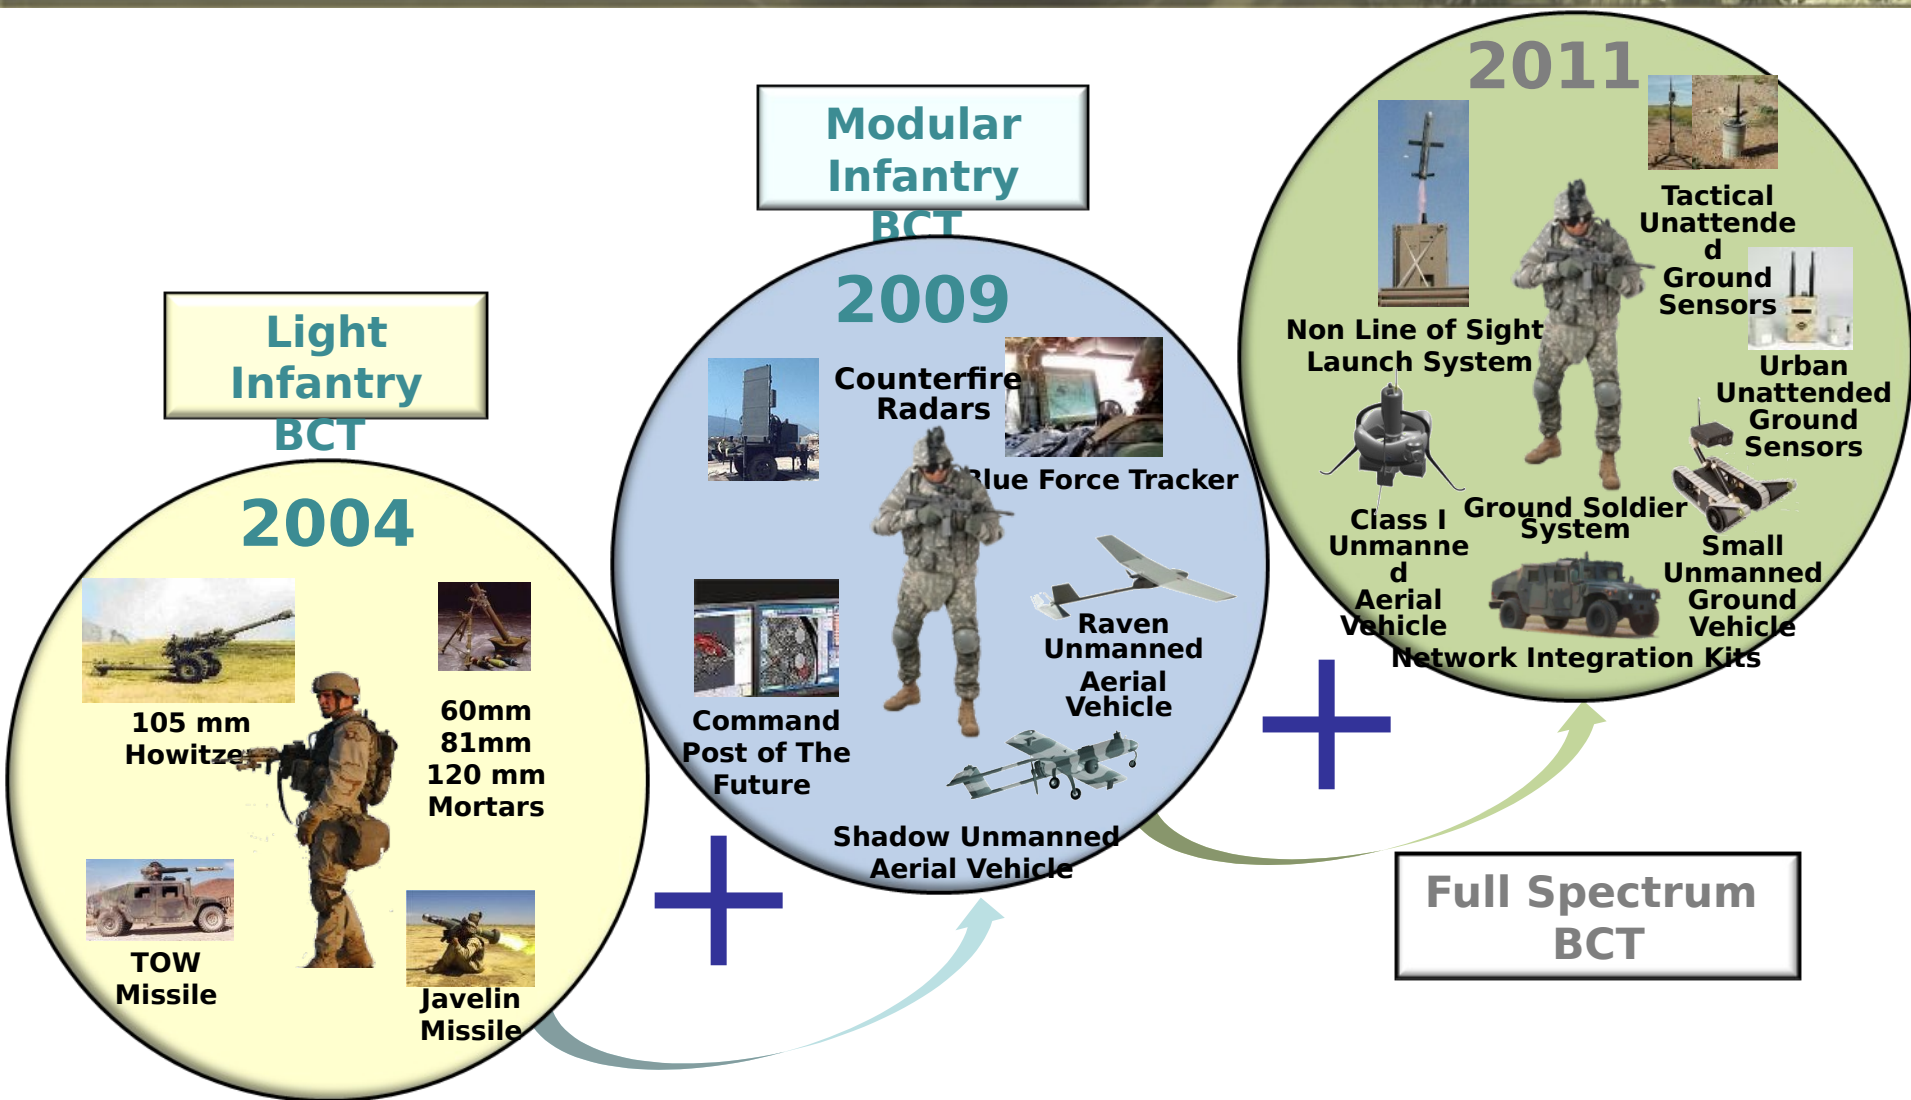 Light
Infantry
BCT
2004
105 mm
Howitzer
60mm
81mm
120 mm
Mortars
TOW
Missile
Javelin
Missile
Modular
Infantry
BCT
2009
Counterfire
Radars
Blue Force Tracker
Command
Post of The
Future
Raven
Unmanned
Aerial
Vehicle
Shadow Unmanned
Aerial Vehicle
2011
Non Line of Sight
Launch System
Tactical
Unattende
d
Ground
Sensors
Urban
Unattended
Ground
Sensors
Class I
Unmanne
d
Aerial
Vehicle
Ground Soldier
System
Small
Unmanned
Ground
Vehicle
Network Integration Kits
Full Spectrum
BCT